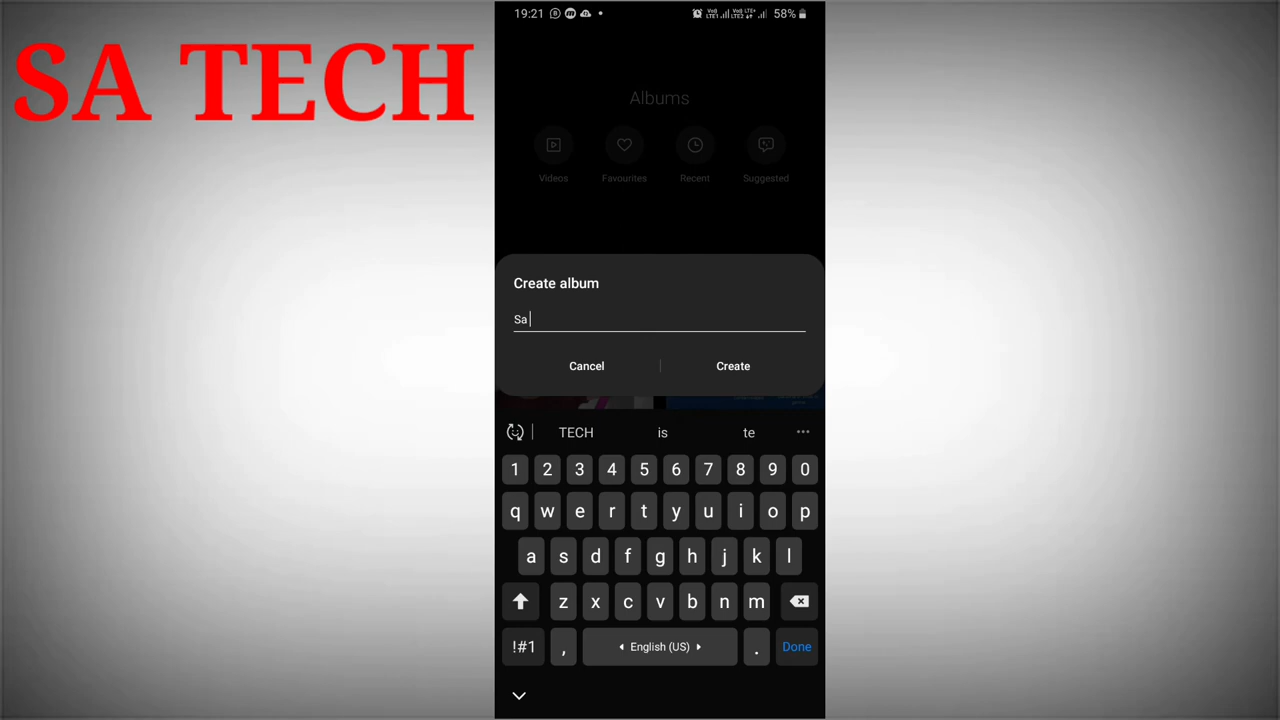 SA TECH
19:21
58%
Albums
Videos
Favourites
Recent
Suggested
Create album
Sa
Cancel
Create
TECH is te
1 2 3 4 5 6 7 8 9 0
q w e r t y u i o p
a s d f g h j k l
z x c v b n m
!#1 , English (US) . Done